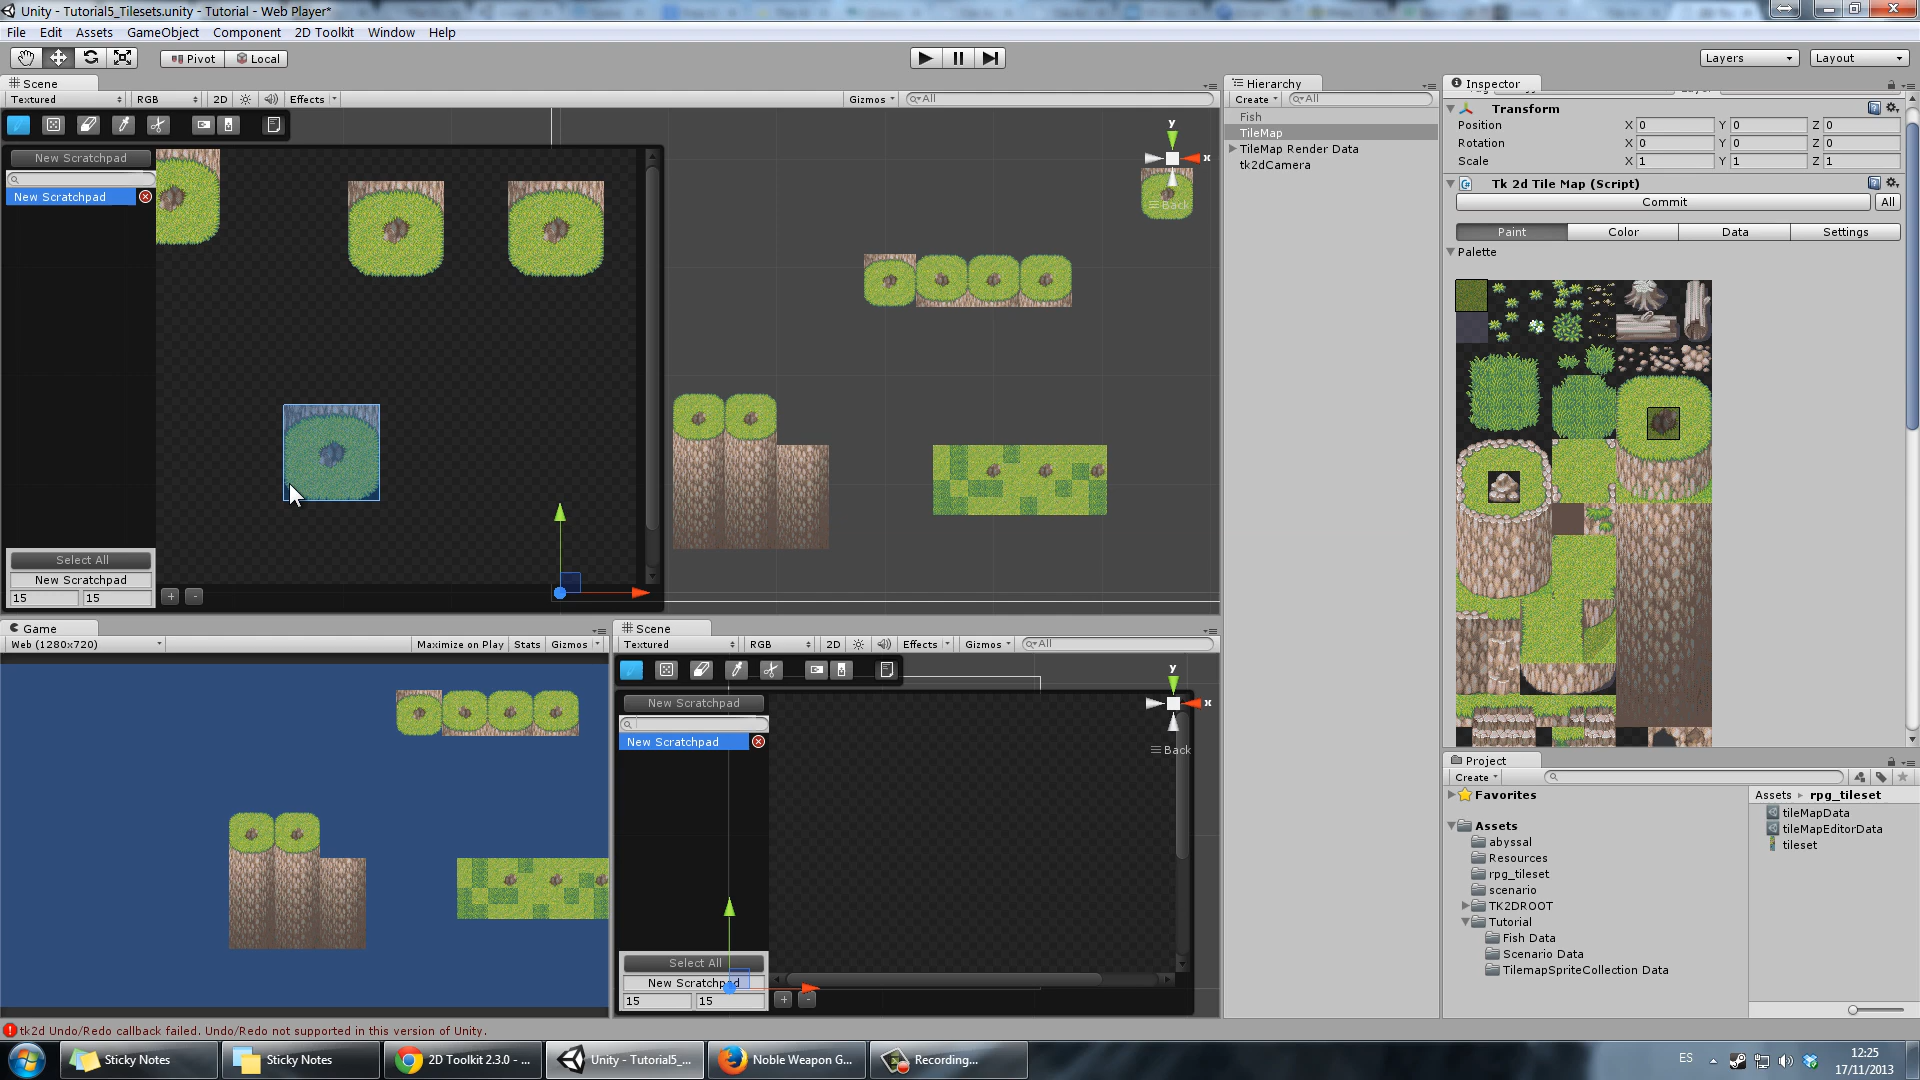 Unity - Tutorial5_Tilesets.unity - Tutorial - Web Player*
File Edit Assets GameObject Component 2D Toolkit Window Help
Pivot Local Layers Layout
Scene
Textured RGB 2D Effects Gizmos All
New Scratchpad
New Scratchpad
Select All
New Scratchpad
15 15 + -
y
x
Back
Hierarchy
Create All
Fish
TileMap
TileMap Render Data
tk2dCamera
Inspector
Transform
Position X 0 Y 0 Z 0
Rotation X 0 Y 0 Z 0
Scale X 1 Y 1 Z 1
Tk 2d Tile Map (Script)
Commit All
Paint Color Data Settings
Palette
Game
Web (1280x720) Maximize on Play Stats Gizmos
Scene
Textured RGB 2D Effects Gizmos All
New Scratchpad
New Scratchpad
Select All
New Scratchpad
15 15 + -
y
x
Back
Project
Create
Favorites
Assets
abyssal
Resources
rpg_tileset
scenario
TK2DROOT
Tutorial
Fish Data
Scenario Data
TilemapSpriteCollection Data
Assets rpg_tileset
tileMapData
tileMapEditorData
tileset
tk2d Undo/Redo callback failed. Undo/Redo not supported in this version of Unity.
Sticky Notes
Sticky Notes
2D Toolkit 2.3.0 - ...
Unity - Tutorial5_...
Noble Weapon G...
Recording...
ES
12:25
17/11/2013